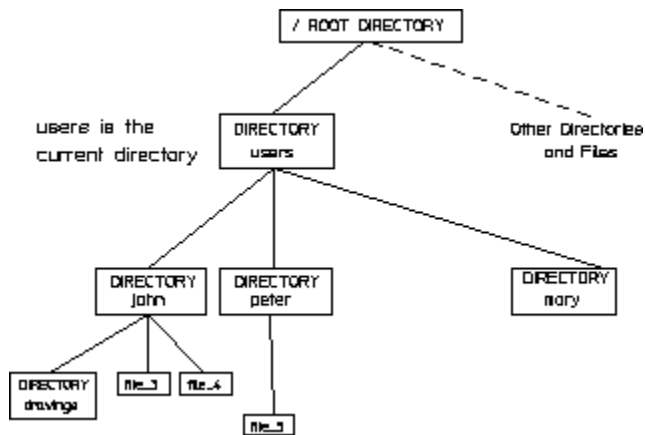 / ROOT DIRECTORY
users is the
current directory
DIRECTORY
users
Other Directories
and Files
DIRECTORY
john
DIRECTORY
peter
DIRECTORY
mary
DIRECTORY
drawings
file_3
file_4
file_5